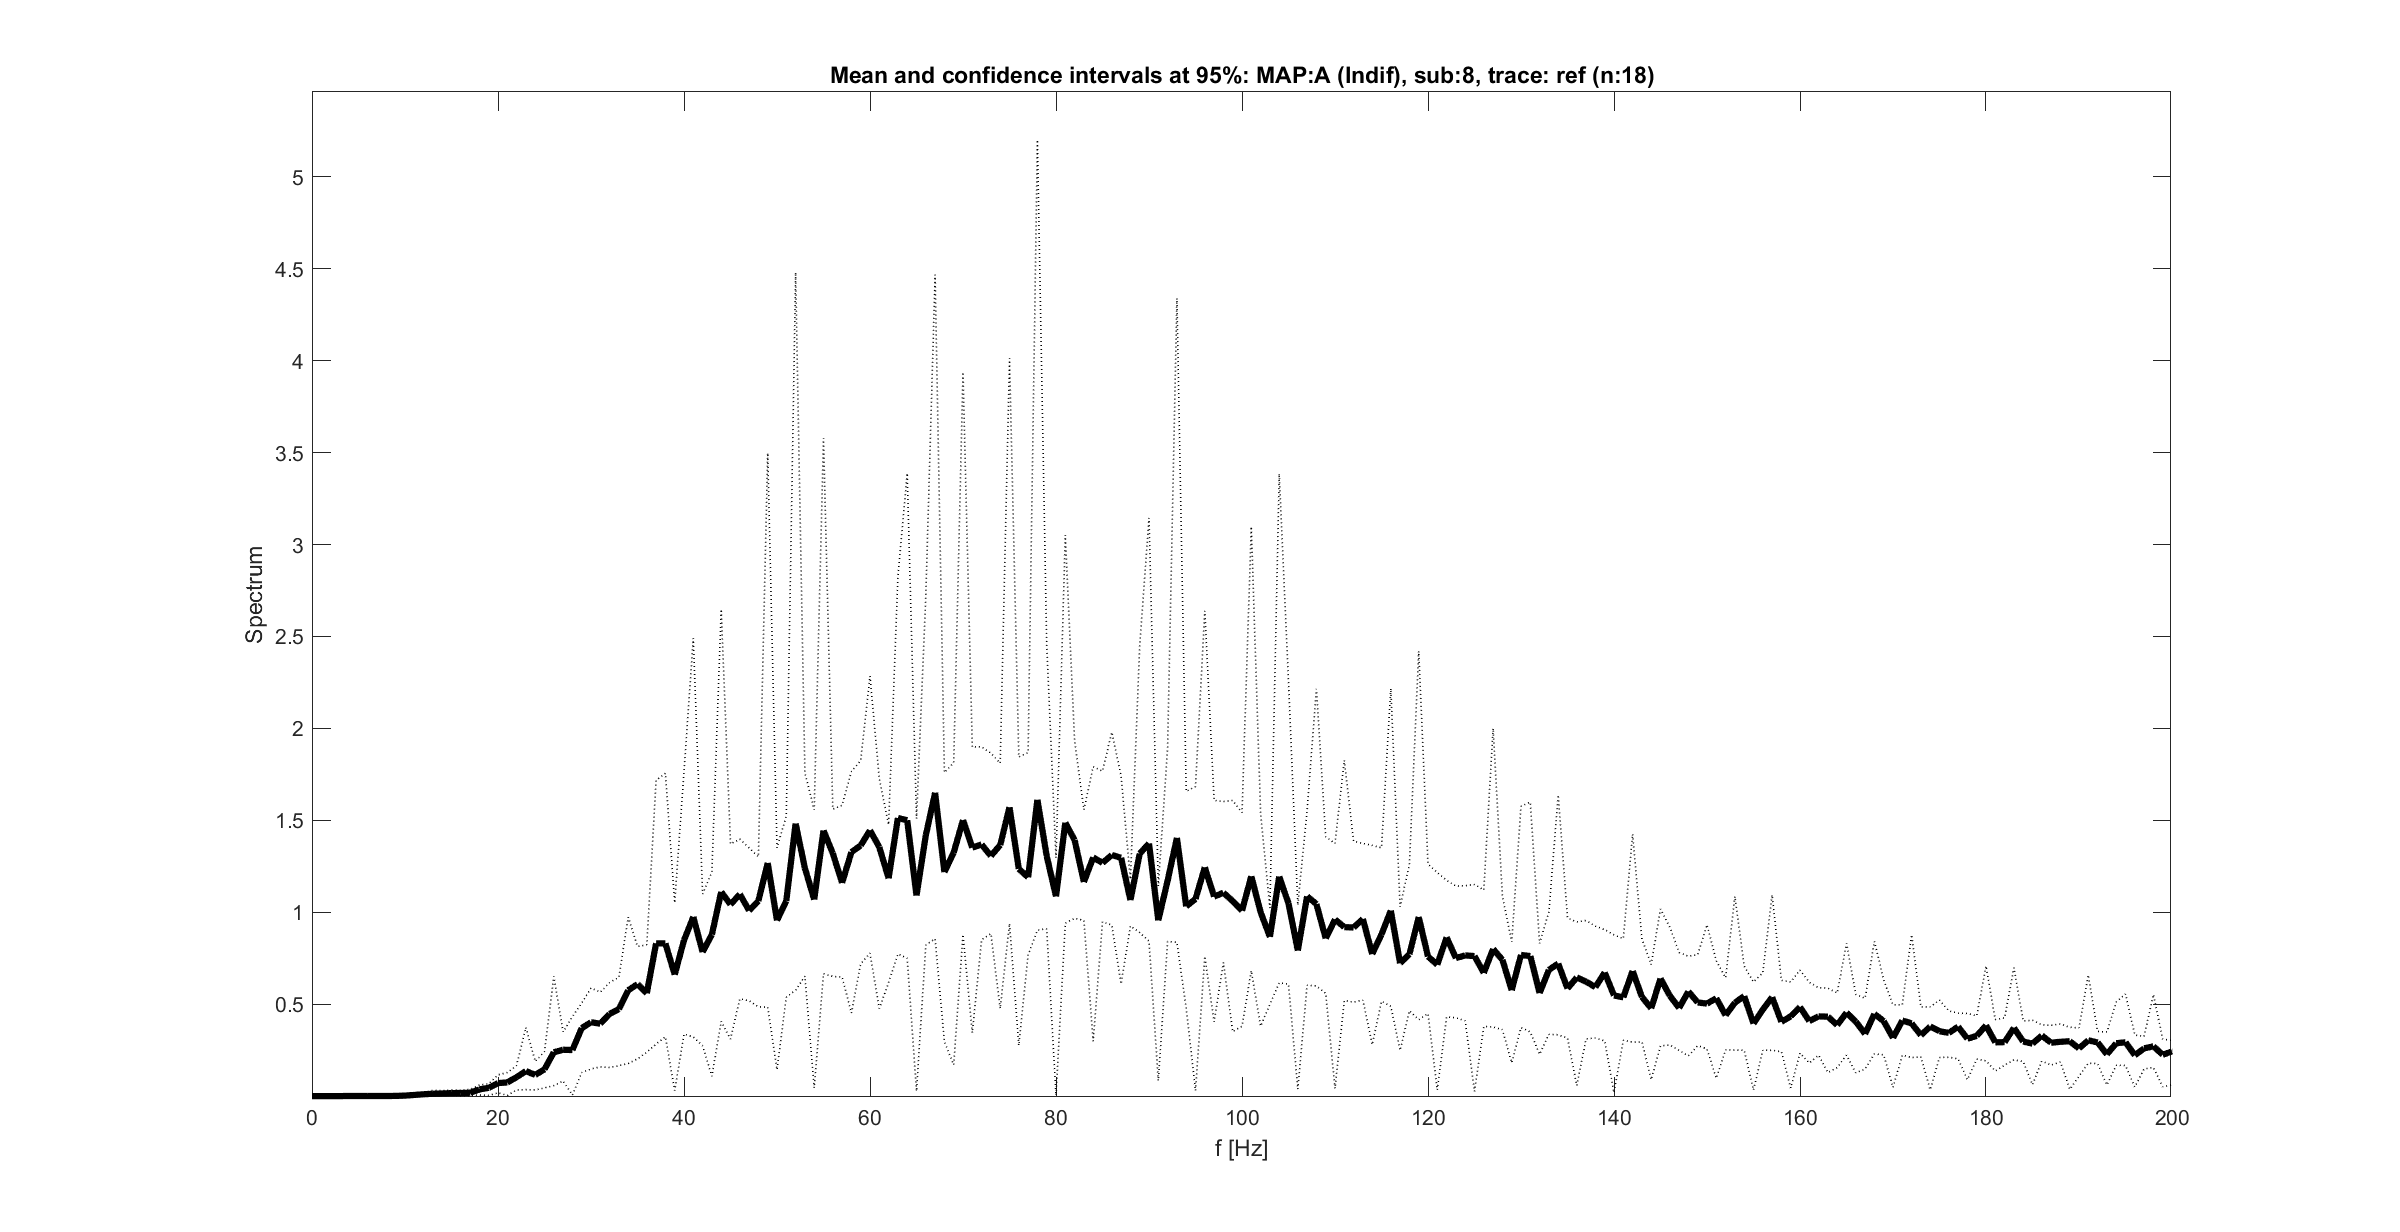 Mean and confidence intervals at 95%: MAP:A (Indif), sub:8, trace: ref (n:18)
5
4.5
4
3.5
3
2.5
2
1.5
1
0.5
Spectrum
0 20 40 60 80 100 120 140 160 180 200
f [Hz]